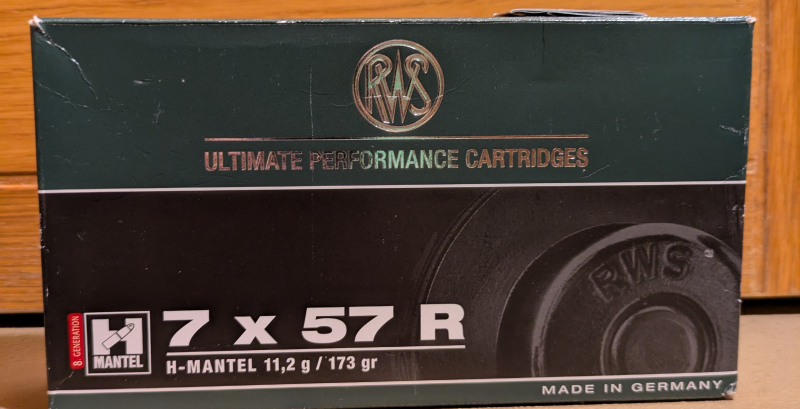 RWS
ULTIMATE PERFORMANCE CARTRIDGES
RWS
8 GENERATION
H
MANTEL
7 x 57 R
H-MANTEL 11,2 g / 173 gr
MADE IN GERMANY